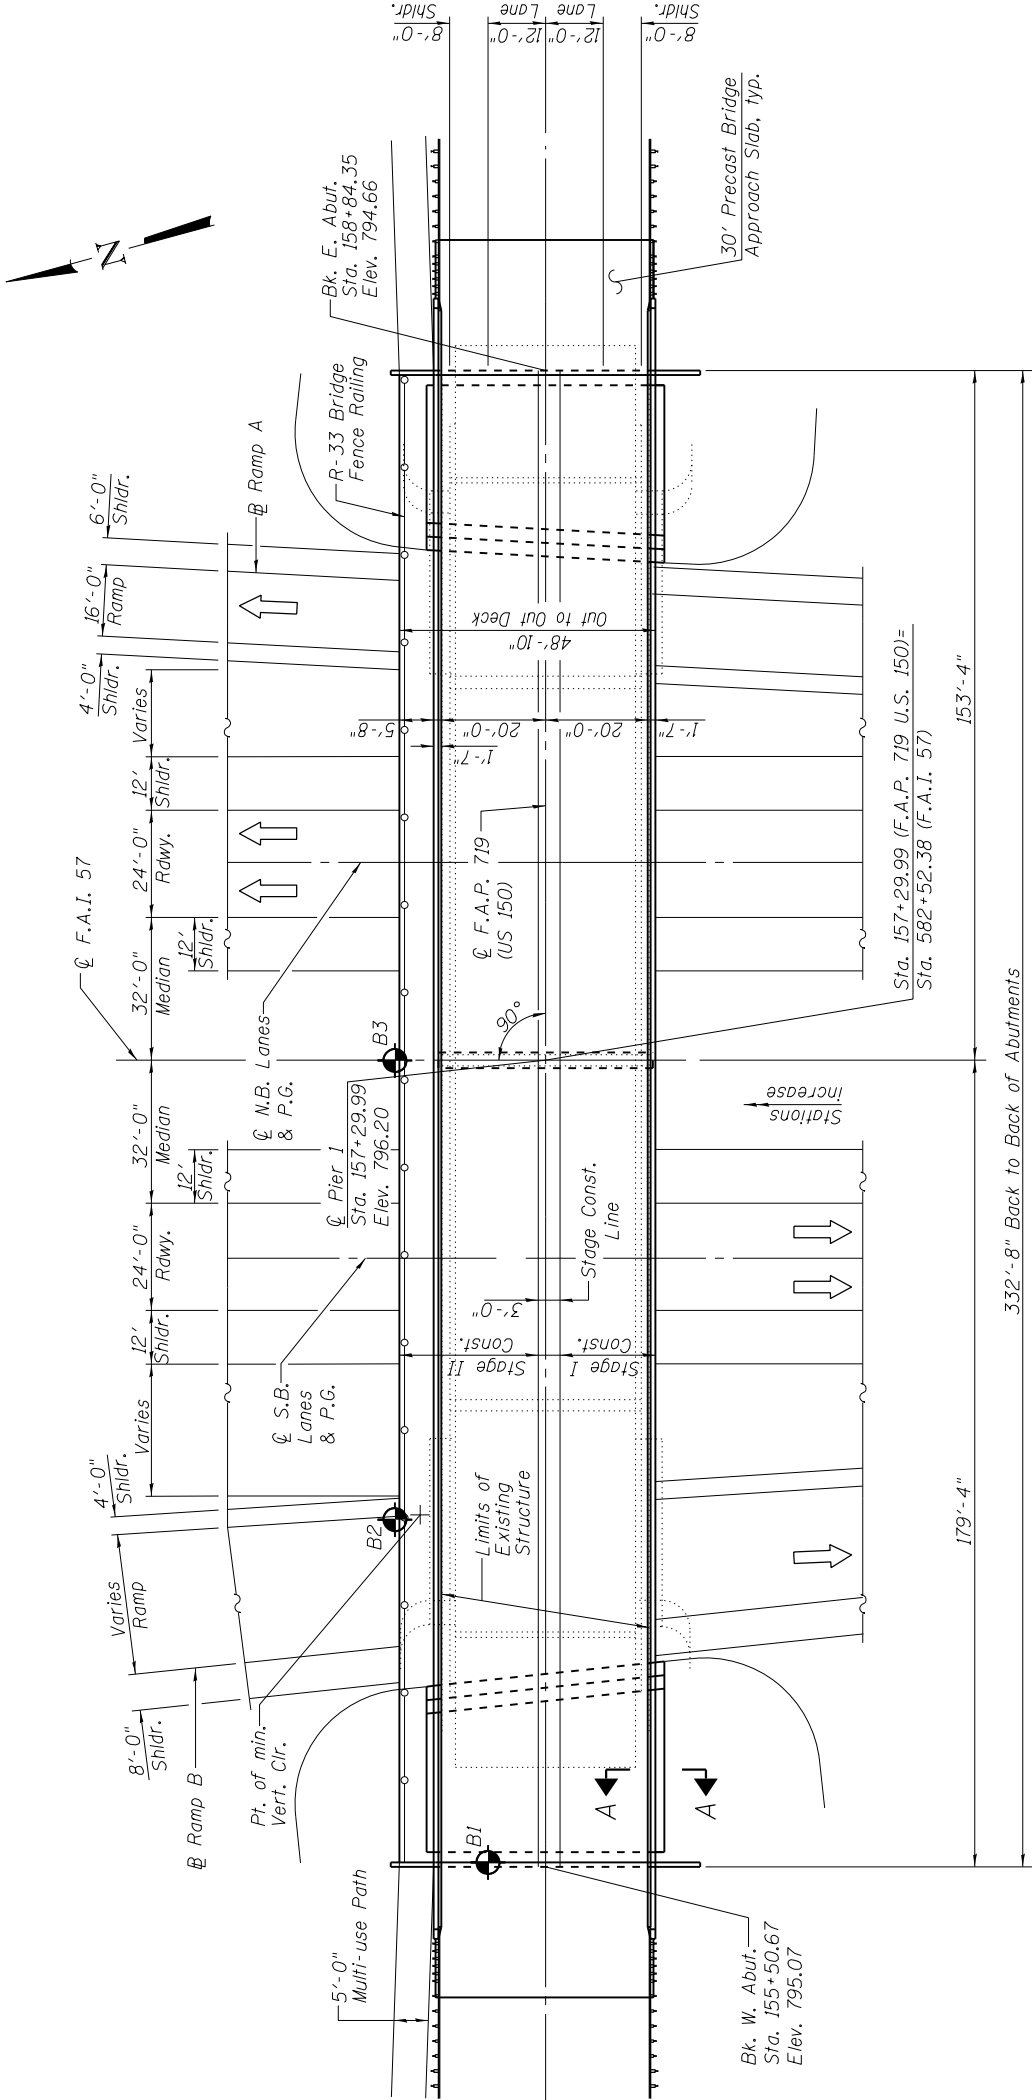 5'-0"
Multi-use Path
Bk. W. Abut.
Sta. 155+50.67
Elev. 795.07
8'-0"
Shldr.
Varies
Ramp
4'-0"
Shldr.
Varies
12'
Shldr.
24'-0"
Rdwy.
12'
Shldr.
32'-0"
Median
℄ F.A.I. 57
32'-0"
Median
12'
Shldr.
24'-0"
Rdwy.
12'
Shldr.
Varies
4'-0"
Shldr.
16'-0"
Ramp
6'-0"
Shldr.
B Ramp A
B Ramp B
Pt. of min.
Vert. Clr.
℄ S.B.
Lanes
& P.G.
℄ N.B. Lanes
& P.G.
B1
B2
B3
℄ Pier 1
Sta. 157+29.99
Elev. 796.20
R-33 Bridge
Fence Railing
Bk. E. Abut.
Sta. 158+84.35
Elev. 794.66
N
Limits of
Existing
Structure
Stage II
Const.
Stage I
Const.
3'-0"
Stage Const.
Line
90°
℄ F.A.P. 719
(US 150)
5'-8"
1'-7"
20'-0"
20'-0"
1'-7"
48'-10"
Out to Out Deck
8'-0"
Shldr.
12'-0"
Lane
12'-0"
Lane
8'-0"
Shldr.
30' Precast Bridge
Approach Slab, typ.
A
A
Stations
increase
Sta. 157+29.99 (F.A.P. 719 U.S. 150)=
Sta. 582+52.38 (F.A.I. 57)
179'-4"
153'-4"
332'-8" Back to Back of Abutments